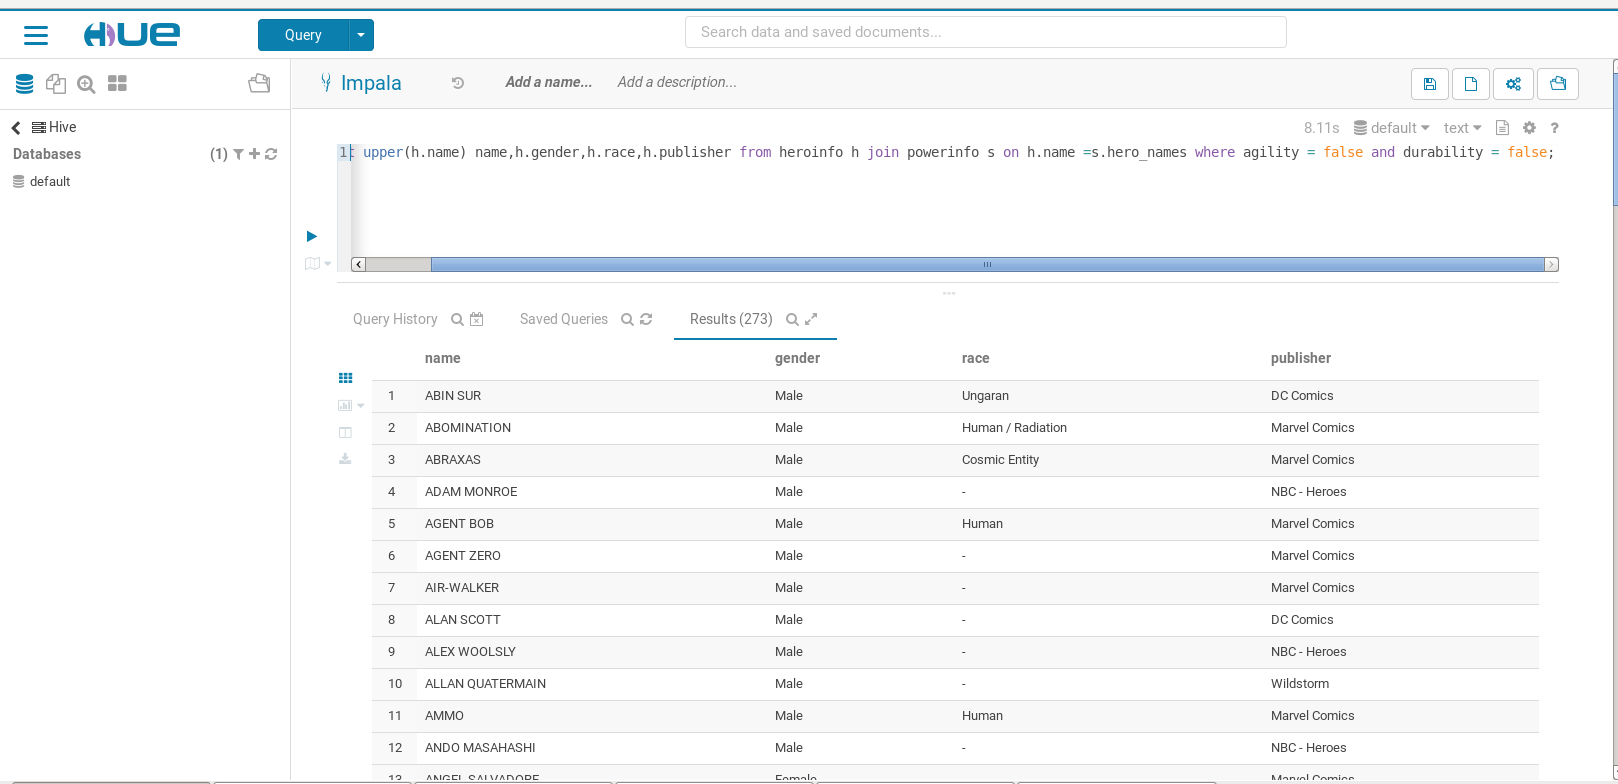 HUE
Query
Search data and saved documents...
Impala
Add a name...
Add a description...
Hive
8.11s
default
text
?
Databases
(1)
default
1
upper(h.name) name,h.gender,h.race,h.publisher from heroinfo h join powerinfo s on h.name =s.hero_names where agility = false and durability = false;
Query History
Saved Queries
Results (273)
name gender race publisher
1 ABIN SUR Male Ungaran DC Comics
2 ABOMINATION Male Human / Radiation Marvel Comics
3 ABRAXAS Male Cosmic Entity Marvel Comics
4 ADAM MONROE Male - NBC - Heroes
5 AGENT BOB Male Human Marvel Comics
6 AGENT ZERO Male - Marvel Comics
7 AIR-WALKER Male - Marvel Comics
8 ALAN SCOTT Male - DC Comics
9 ALEX WOOLSLY Male - NBC - Heroes
10 ALLAN QUATERMAIN Male - Wildstorm
11 AMMO Male Human Marvel Comics
12 ANDO MASAHASHI Male - NBC - Heroes
13 ANGEL SALVADORE Female Marvel Comics